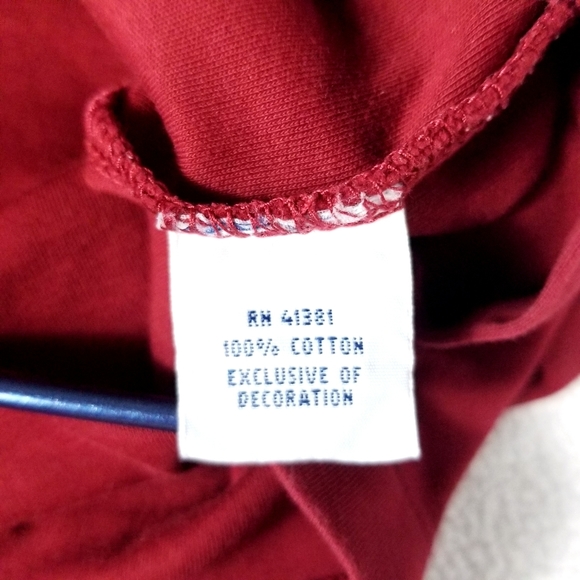 RN 41381
100% COTTON
EXCLUSIVE OF
DECORATION